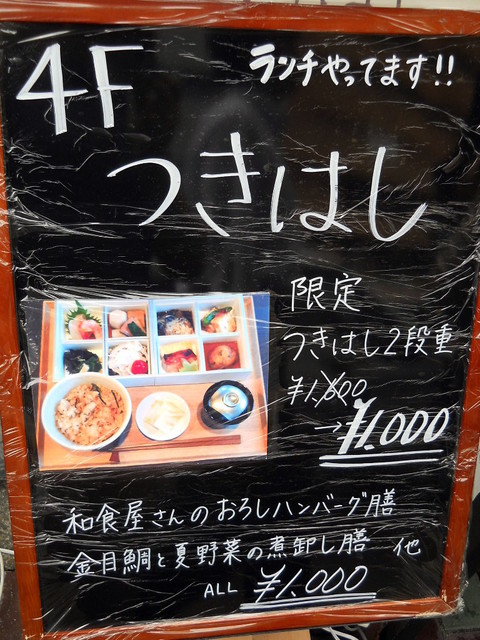 4F
ランチやってます!!
つきはし
限定
つきはし2段重
¥1,600
→¥1.000
和食屋さんのおろしハンバーグ膳
金目鯛と夏野菜の煮卸し膳 他
ALL ¥1.000